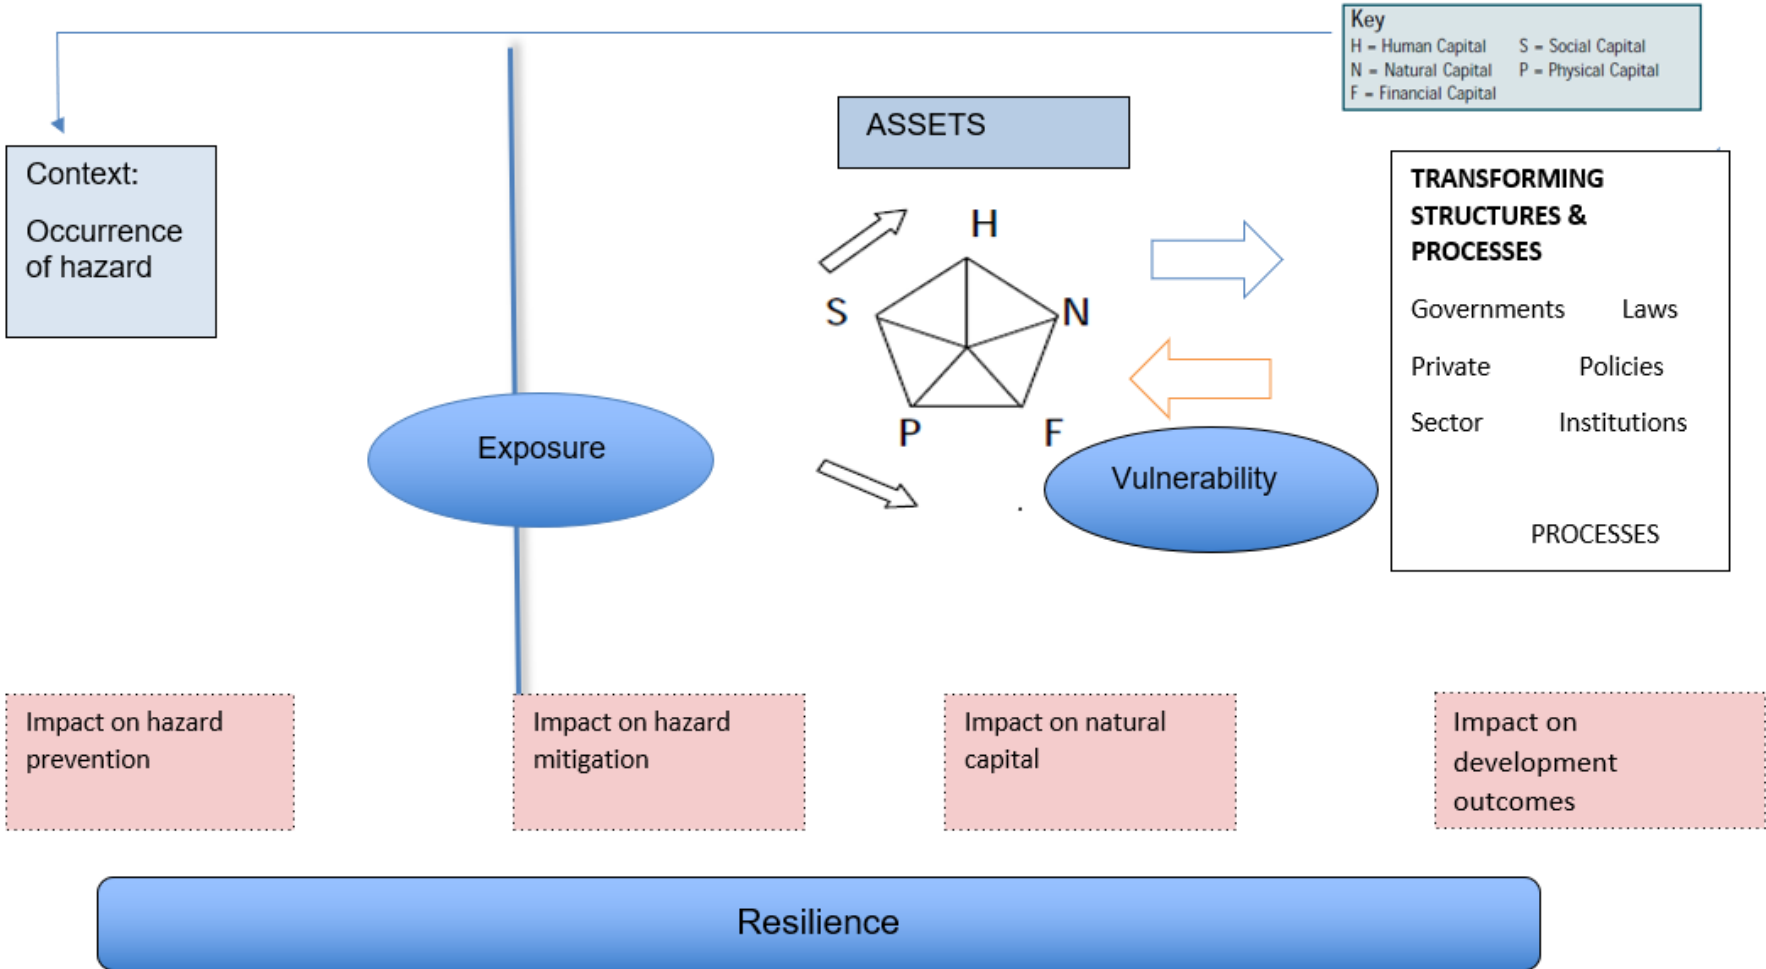 Key
H = Human Capital S = Social Capital
N = Natural Capital P = Physical Capital
F = Financial Capital
ASSETS
Context:
Occurrence
of hazard
TRANSFORMING
STRUCTURES &
PROCESSES
Governments Laws
Private Policies
Sector Institutions
PROCESSES
H
S
N
P
F
Exposure
Vulnerability
Impact on hazard
prevention
Impact on hazard
mitigation
Impact on natural
capital
Impact on
development
outcomes
Resilience